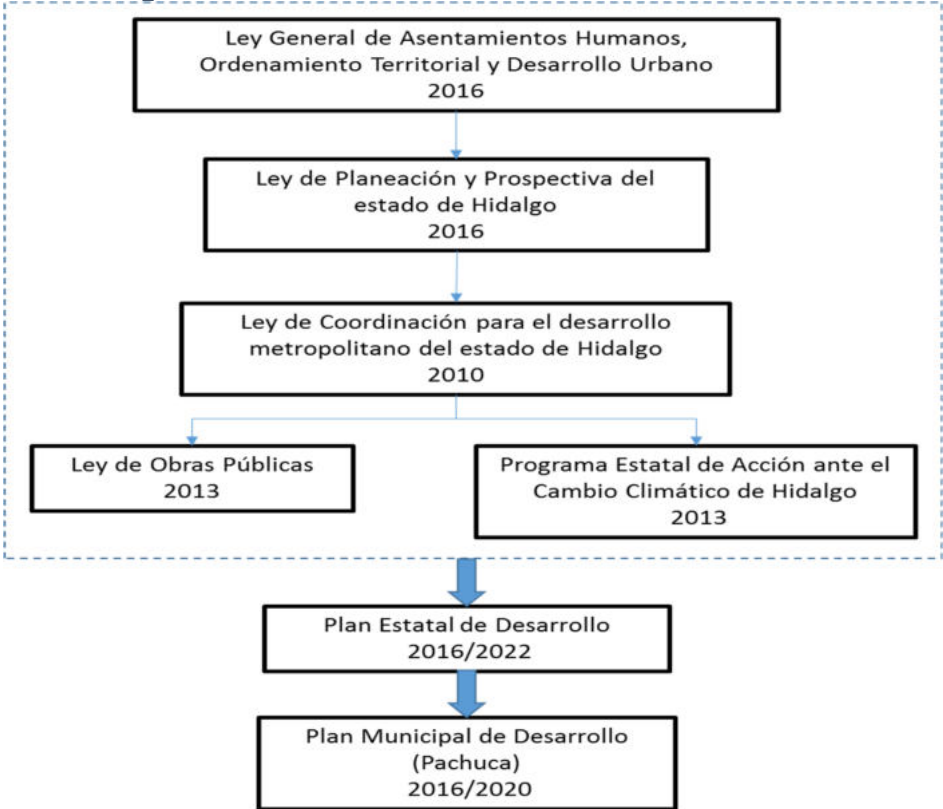 Ley General de Asentamientos Humanos,
Ordenamiento Territorial y Desarrollo Urbano
2016
Ley de Planeación y Prospectiva del
estado de Hidalgo
2016
Ley de Coordinación para el desarrollo
metropolitano del estado de Hidalgo
2010
Ley de Obras Públicas
2013
Programa Estatal de Acción ante el
Cambio Climático de Hidalgo
2013
Plan Estatal de Desarrollo
2016/2022
Plan Municipal de Desarrollo
(Pachuca)
2016/2020